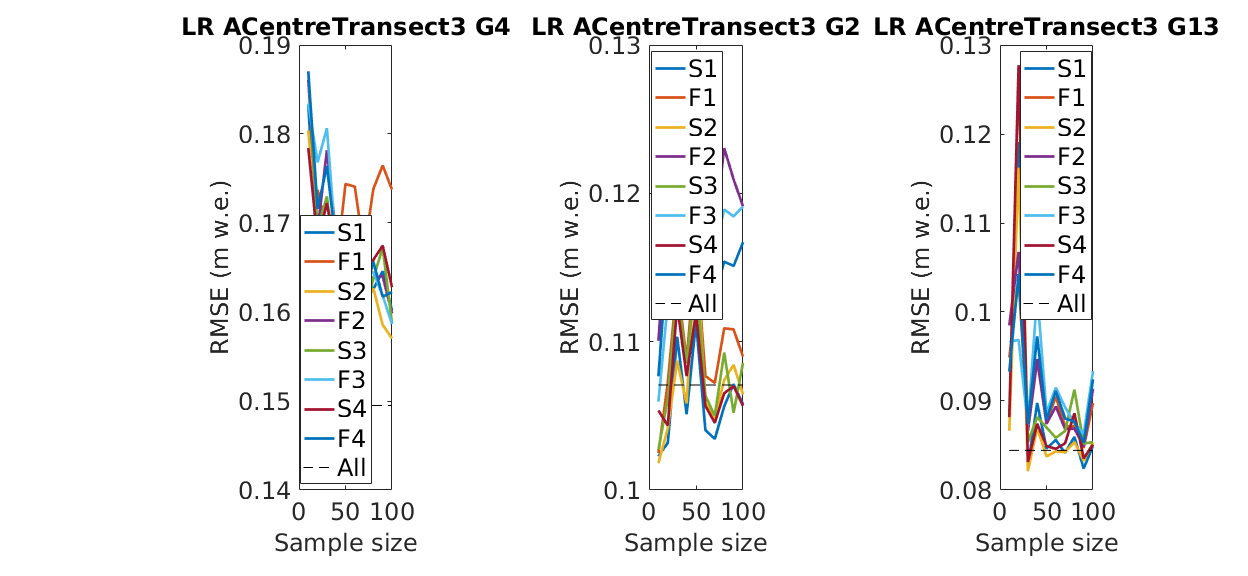 LR ACentreTransect3 G4
0.19
0.18
0.17
0.16
0.15
0.14
RMSE (m w.e.)
S1
F1
S2
F2
S3
F3
S4
F4
All
0 50 100
Sample size
LR ACentreTransect3 G2
0.13
0.12
0.11
0.1
RMSE (m w.e.)
S1
F1
S2
F2
S3
F3
S4
F4
All
0 50 100
Sample size
LR ACentreTransect3 G13
0.13
0.12
0.11
0.1
0.09
0.08
RMSE (m w.e.)
S1
F1
S2
F2
S3
F3
S4
F4
All
0 50 100
Sample size